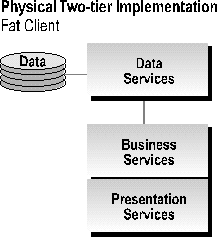 Physical Two-tier Implementation
Fat Client
Data
Data
Services
Business
Services
Presentation
Services